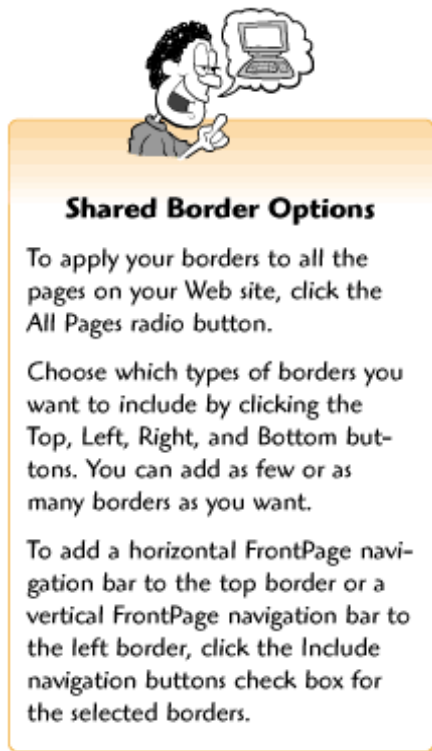 Shared Border Options
To apply your borders to all the
pages on your Web site, click the
All Pages radio button.
Choose which types of borders you
want to include by clicking the
Top, Left, Right, and Bottom but-
tons. You can add as few or as
many borders as you want.
To add a horizontal FrontPage navi-
gation bar to the top border or a
vertical FrontPage navigation bar to
the left border, click the Include
navigation buttons check box for
the selected borders.